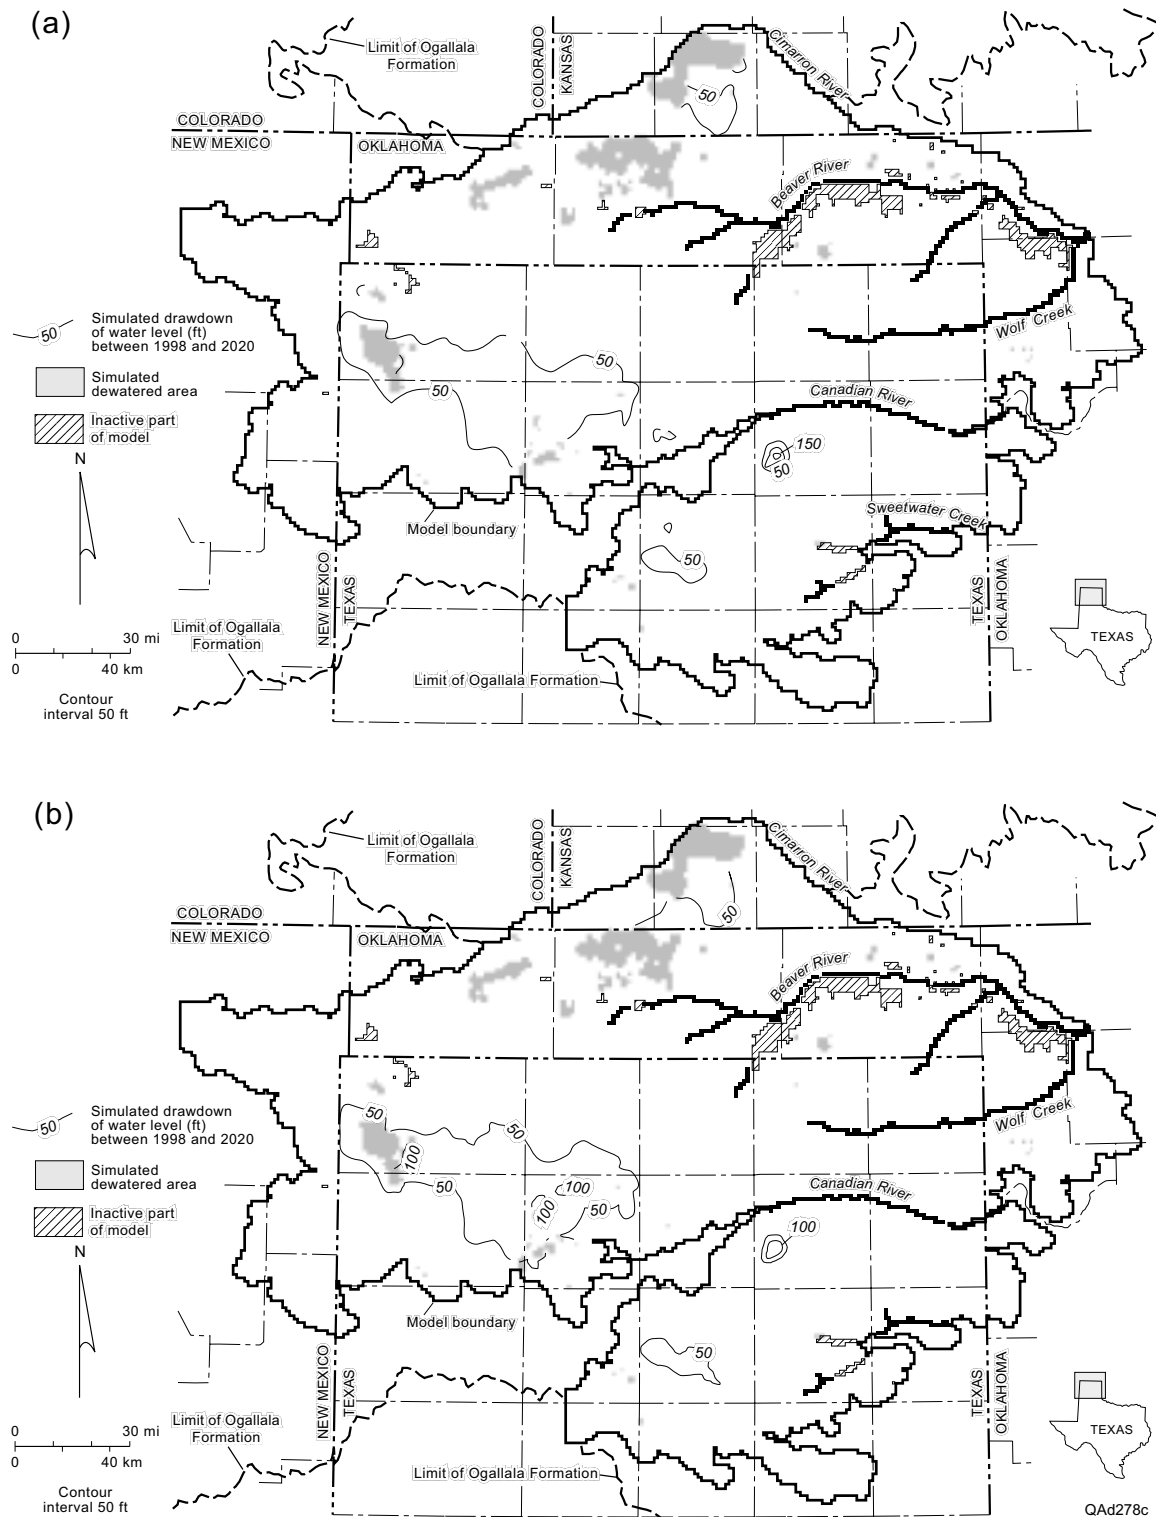 (a)
Limit of Ogallala
Formation
COLORADO
KANSAS
Cimarron River
50
COLORADO
NEW MEXICO
OKLAHOMA
Beaver River
50
Simulated drawdown
of water level (ft)
between 1998 and 2020
Wolf Creek
Simulated
dewatered area
50
50
Canadian River
Inactive part
of model
150
50
N
Model boundary
Sweetwater Creek
50
NEW MEXICO
TEXAS
TEXAS
OKLAHOMA
0 30 mi
0 40 km
Limit of Ogallala
Formation
TEXAS
Contour
interval 50 ft
Limit of Ogallala Formation
(b)
Limit of Ogallala
Formation
COLORADO
KANSAS
Cimarron River
50
COLORADO
NEW MEXICO
OKLAHOMA
Beaver River
50
Simulated drawdown
of water level (ft)
between 1998 and 2020
50
50
100
Wolf Creek
Simulated
dewatered area
50
100
100
50
Canadian River
Inactive part
of model
100
N
Model boundary
50
NEW MEXICO
TEXAS
TEXAS
OKLAHOMA
0 30 mi
0 40 km
Limit of Ogallala
Formation
TEXAS
Contour
interval 50 ft
Limit of Ogallala Formation
QAd278c